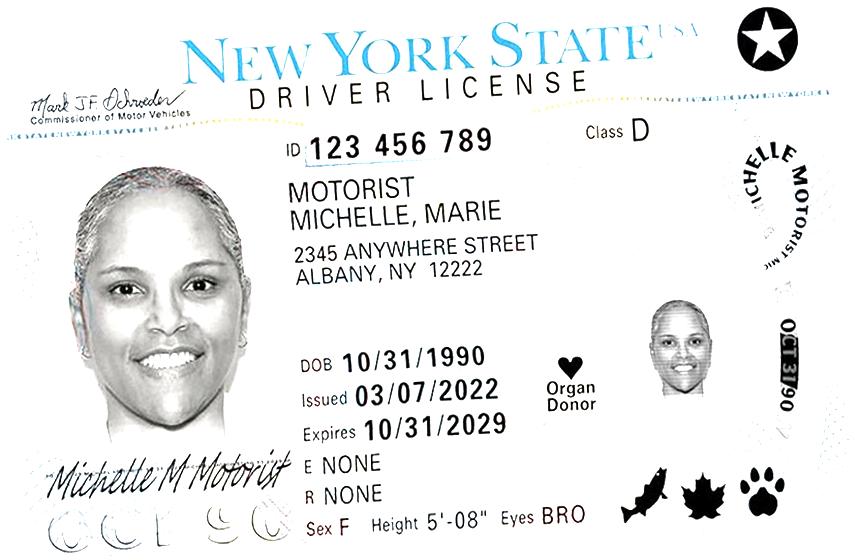 NEW YORK STATE USA
DRIVER LICENSE
Mark J.F. Schroeder
Commissioner of Motor Vehicles
ID 123 456 789
Class D
MOTORIST
MICHELLE, MARIE
2345 ANYWHERE STREET
ALBANY, NY 12222
DOB 10/31/1990
Issued 03/07/2022
Expires 10/31/2029
E NONE
R NONE
Sex F Height 5'-08" Eyes BRO
Organ
Donor
Michelle M Motorist
MICHELLE MOTORIST MIC
OCT 31/90
OCT 90